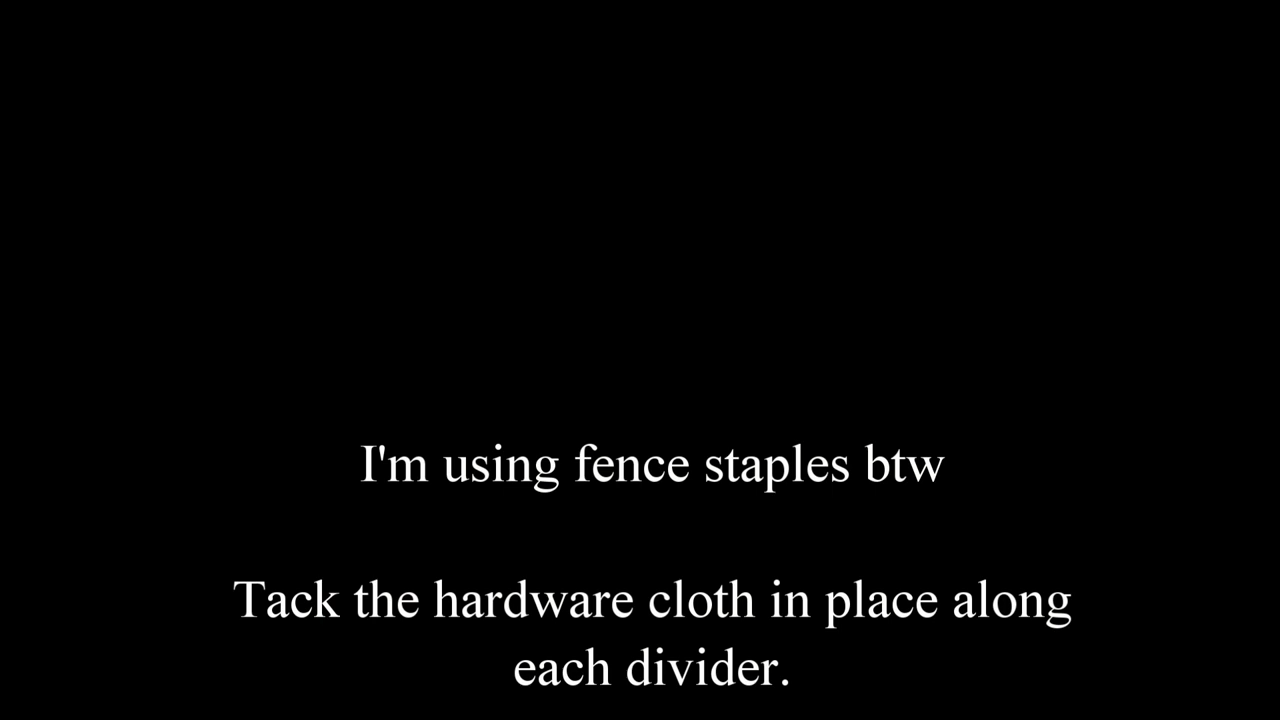 I'm using fence staples btw
Tack the hardware cloth in place along
each divider.